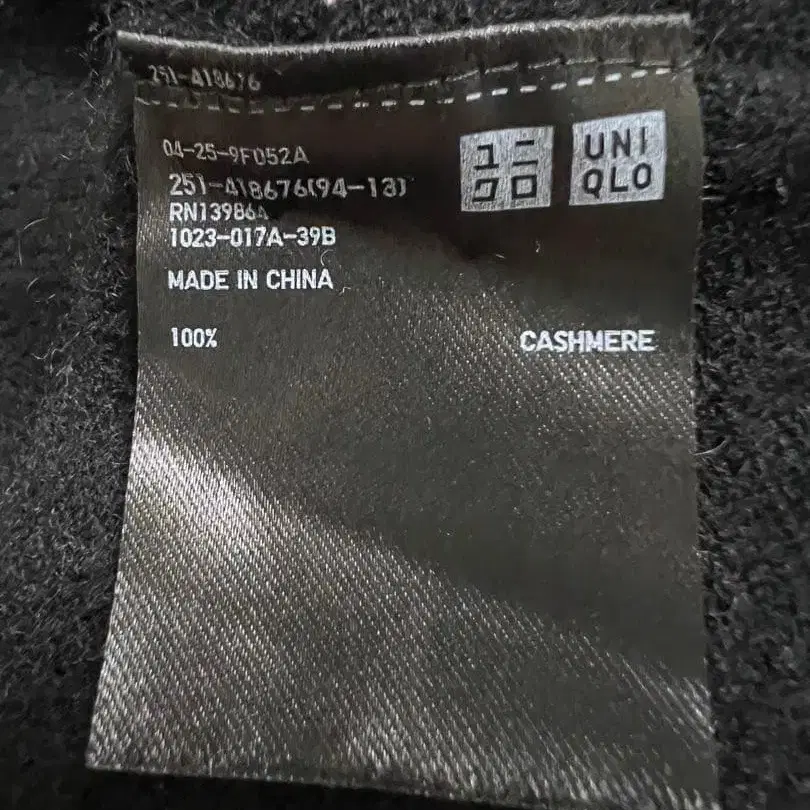 251-418676
04-25-9F052A
251-418676(94-13)
RN13986A
1023-017A-39B
MADE IN CHINA
100% CASHMERE
ユニ
クロ
UNI
QLO